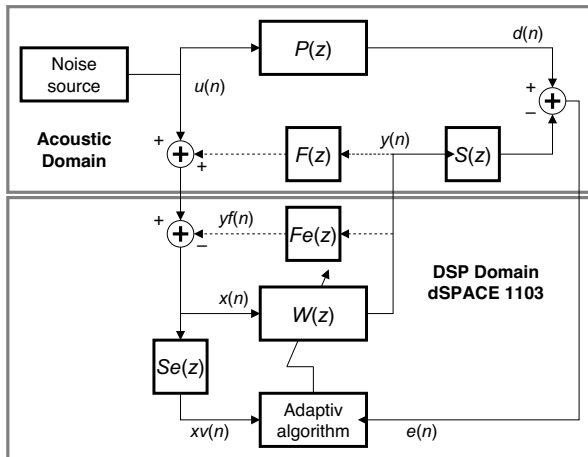 P(z)
d(n)
Noise
source
u(n)
+
−
+
Acoustic
Domain
+
+
+
F(z)
y(n)
S(z)
+
+
−
yf(n)
Fe(z)
DSP Domain
dSPACE 1103
x(n)
W(z)
Se(z)
Adaptiv
algorithm
xv(n)
e(n)